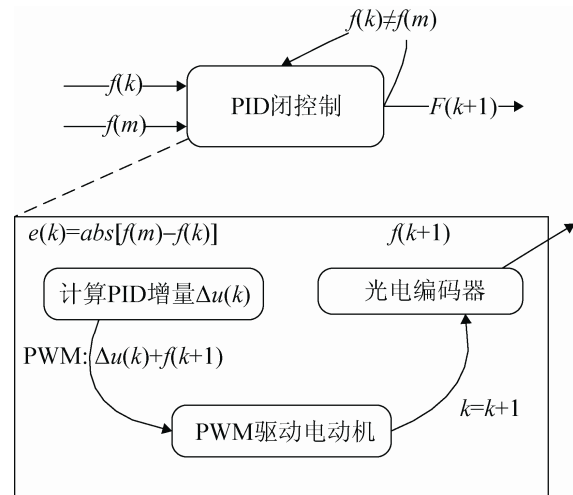 f(k)≠f(m)
f(k)
f(m)
PID闭控制
F(k+1)
e(k)=abs[f(m)−f(k)]
f(k+1)
计算PID增量Δu(k)
光电编码器
PWM: Δu(k)+f(k+1)
k=k+1
PWM驱动电动机